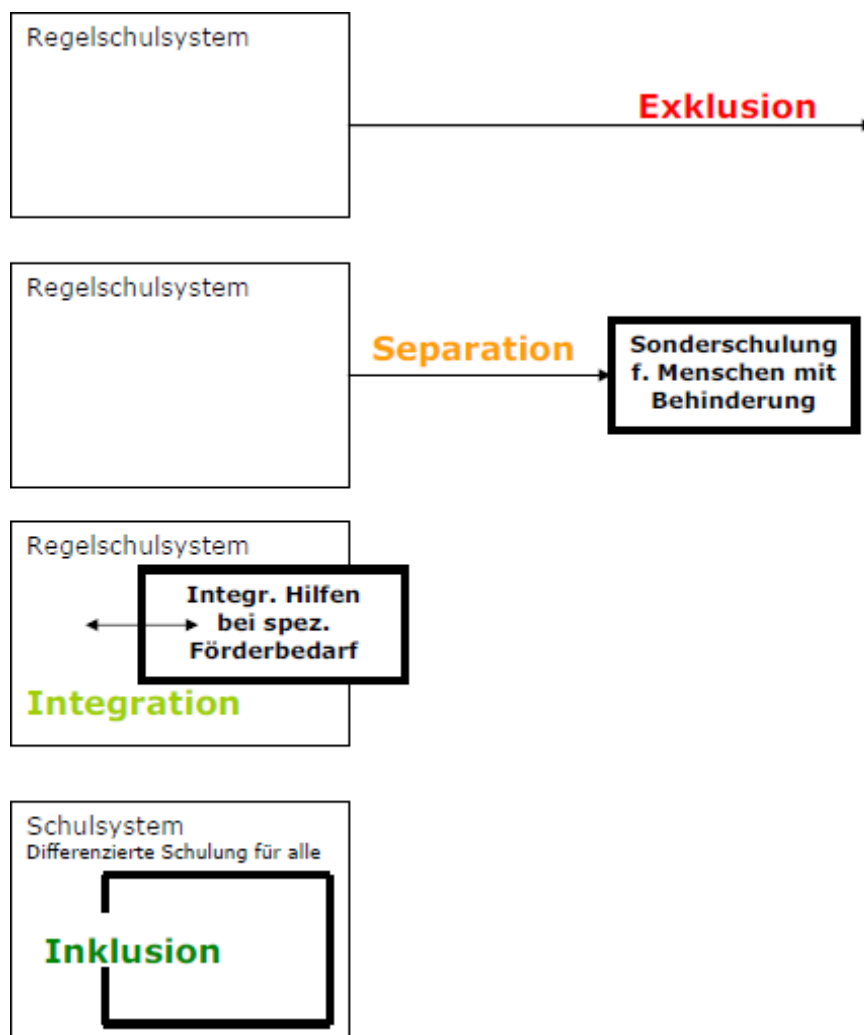 Regelschulsystem
Exklusion
Regelschulsystem
Separation
Sonderschulung
f. Menschen mit
Behinderung
Regelschulsystem
Integr. Hilfen
bei spez.
Förderbedarf
Integration
Schulsystem
Differenzierte Schulung für alle
Inklusion